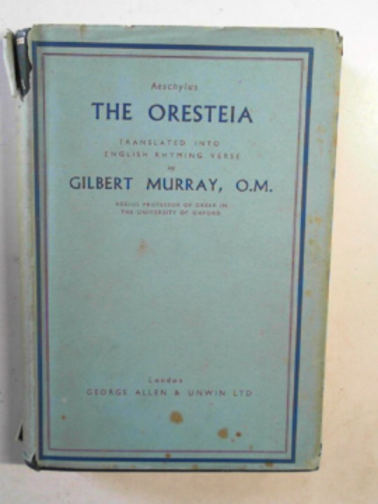 Aeschylus
THE ORESTEIA
TRANSLATED INTO
ENGLISH RHYMING VERSE
by
GILBERT MURRAY, O.M.
REGIUS PROFESSOR OF GREEK IN
THE UNIVERSITY OF OXFORD
London
GEORGE ALLEN & UNWIN LTD